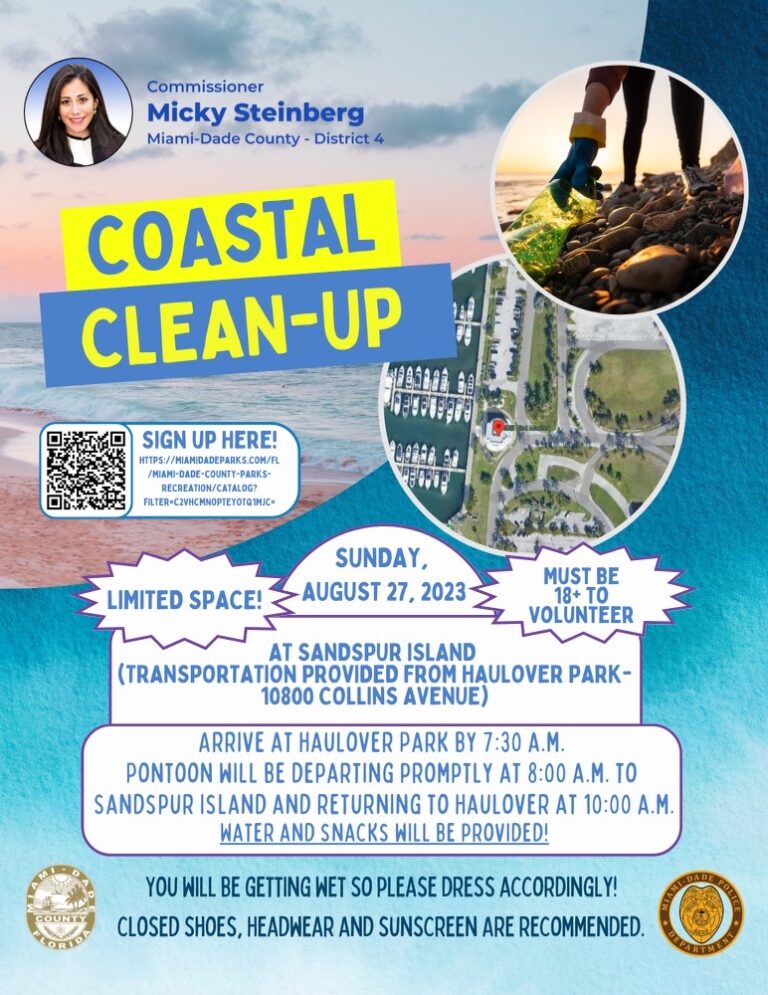 Commissioner
Micky Steinberg
Miami-Dade County - District 4
COASTAL
CLEAN-UP
SIGN UP HERE!
HTTPS://MIAMIDADEPARKS.COM/FL
/MIAMI-DADE-COUNTY-PARKS-
RECREATION/CATALOG?
FILTER=C2VHCMNOPTEYOTQ1MJC=
LIMITED SPACE!
SUNDAY,
AUGUST 27, 2023
MUST BE
18+ TO
VOLUNTEER
AT SANDSPUR ISLAND
(TRANSPORTATION PROVIDED FROM HAULOVER PARK-
10800 COLLINS AVENUE)
ARRIVE AT HAULOVER PARK BY 7:30 A.M.
PONTOON WILL BE DEPARTING PROMPTLY AT 8:00 A.M. TO
SANDSPUR ISLAND AND RETURNING TO HAULOVER AT 10:00 A.M.
WATER AND SNACKS WILL BE PROVIDED!
YOU WILL BE GETTING WET SO PLEASE DRESS ACCORDINGLY!
CLOSED SHOES, HEADWEAR AND SUNSCREEN ARE RECOMMENDED.
MIAMI-DADE
COUNTY
FLORIDA
MIAMI-DADE POLICE
DEPARTMENT